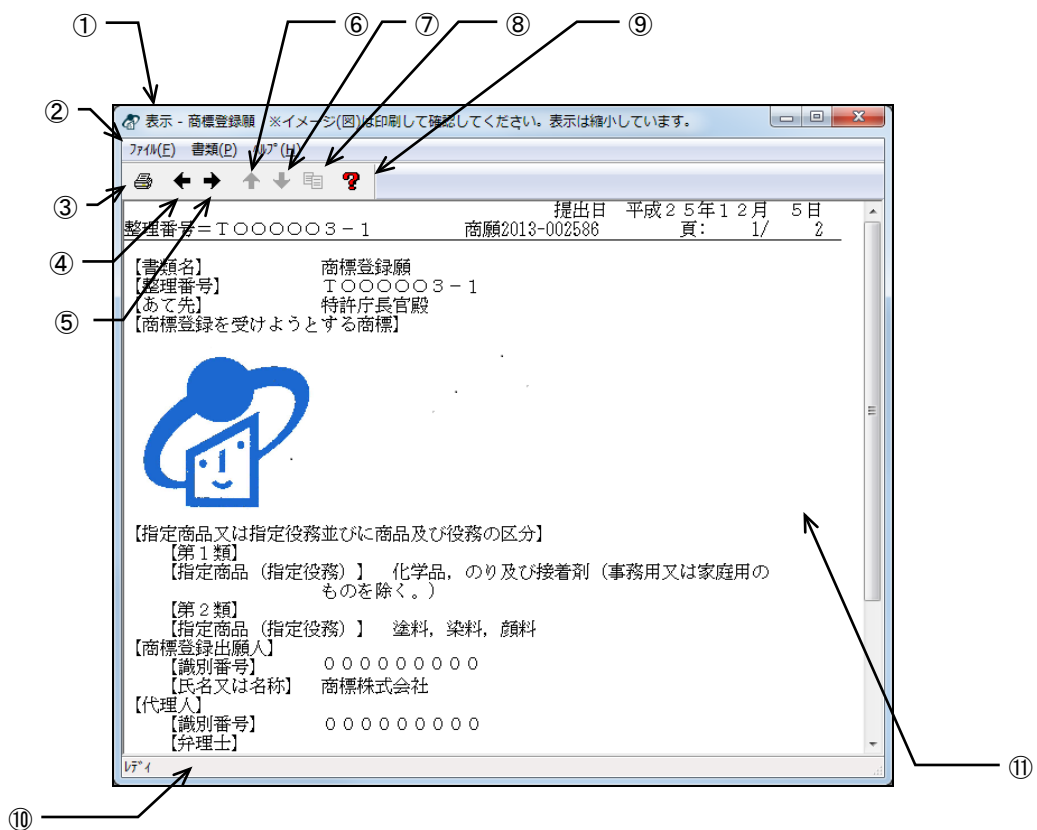 ① ⑥ ⑦ ⑧ ⑨
②
表示 - 商標登録願 ※イメージ(図)は印刷して確認してください。表示は縮小しています。
ﾌｧｲﾙ(F) 書類(P) ﾍﾙﾌﾟ(H)
③
提出日 平成２５年１２月 ５日
整理番号＝Ｔ○○○○○３－１ 商願2013-002586 頁: 1/ 2
④
【書類名】 商標登録願
【整理番号】 Ｔ○○○○○３－１
【あて先】 特許庁長官殿
⑤
【商標登録を受けようとする商標】
【指定商品又は指定役務並びに商品及び役務の区分】
【第１類】
【指定商品（指定役務）】 化学品，のり及び接着剤（事務用又は家庭用の
ものを除く。）
【第２類】
【指定商品（指定役務）】 塗料，染料，顔料
【商標登録出願人】
【識別番号】 ０００００００００
【氏名又は名称】 商標株式会社
【代理人】
【識別番号】 ０００００００００
【弁理士】
ﾚﾃﾞｨ
⑪
⑩